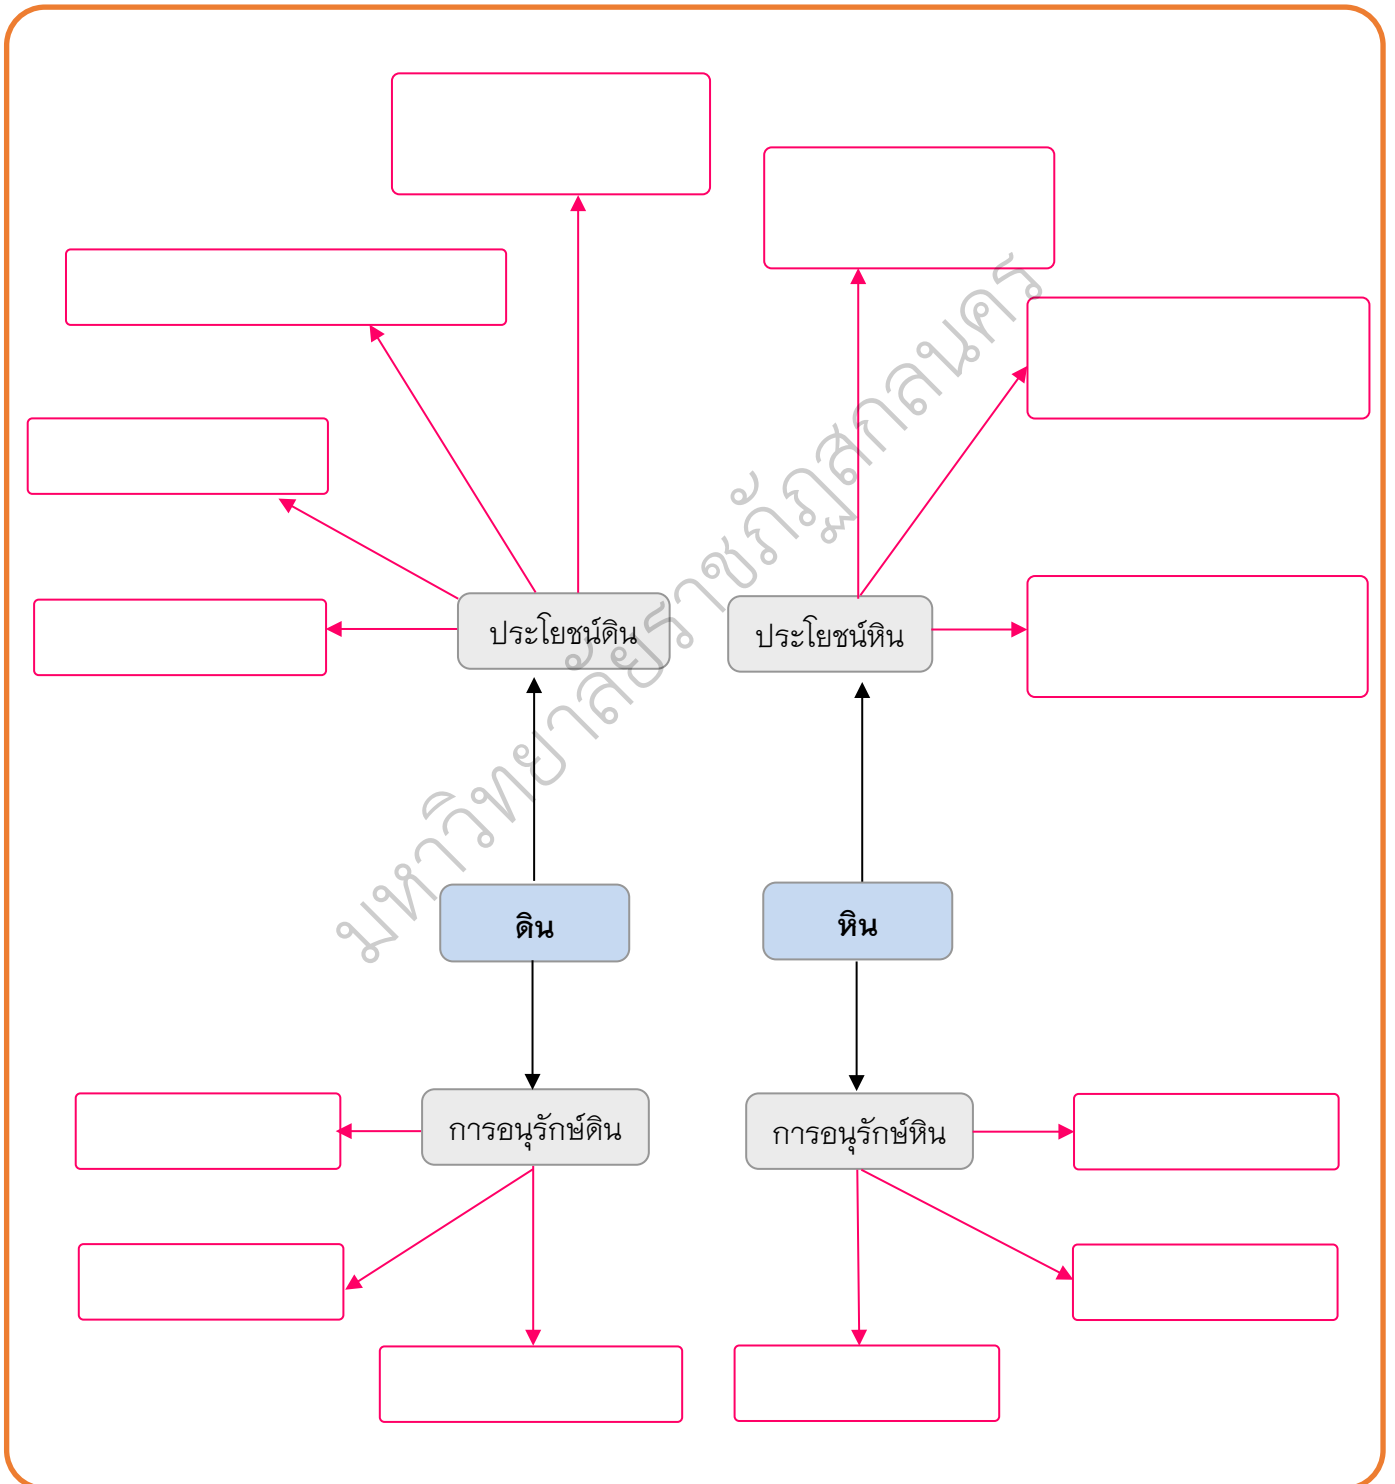 ประโยชน์ดิน
ประโยชน์หิน
มหาวิทยาลัยราชภัฏสกลนคร
ดิน
หิน
การอนุรักษ์ดิน
การอนุรักษ์หิน